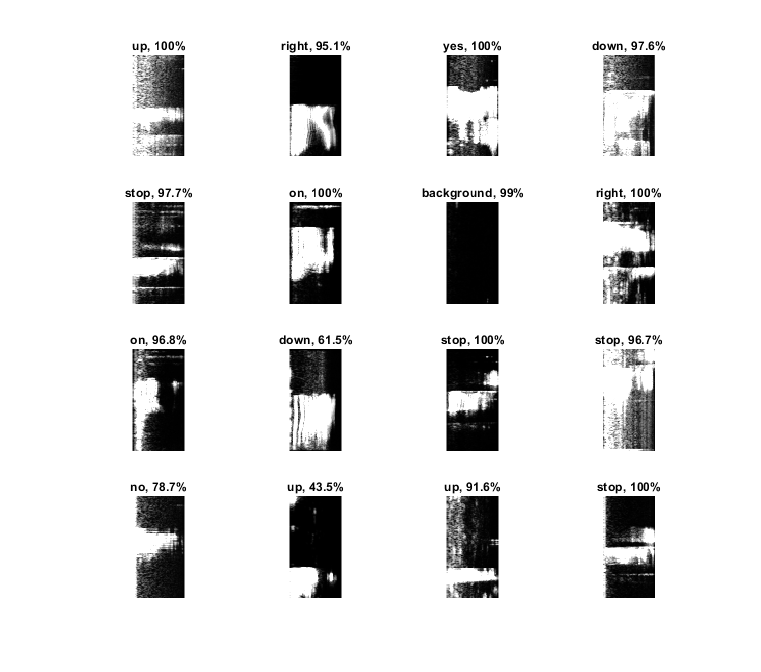 up, 100%
right, 95.1%
yes, 100%
down, 97.6%
stop, 97.7%
on, 100%
background, 99%
right, 100%
on, 96.8%
down, 61.5%
stop, 100%
stop, 96.7%
no, 78.7%
up, 43.5%
up, 91.6%
stop, 100%